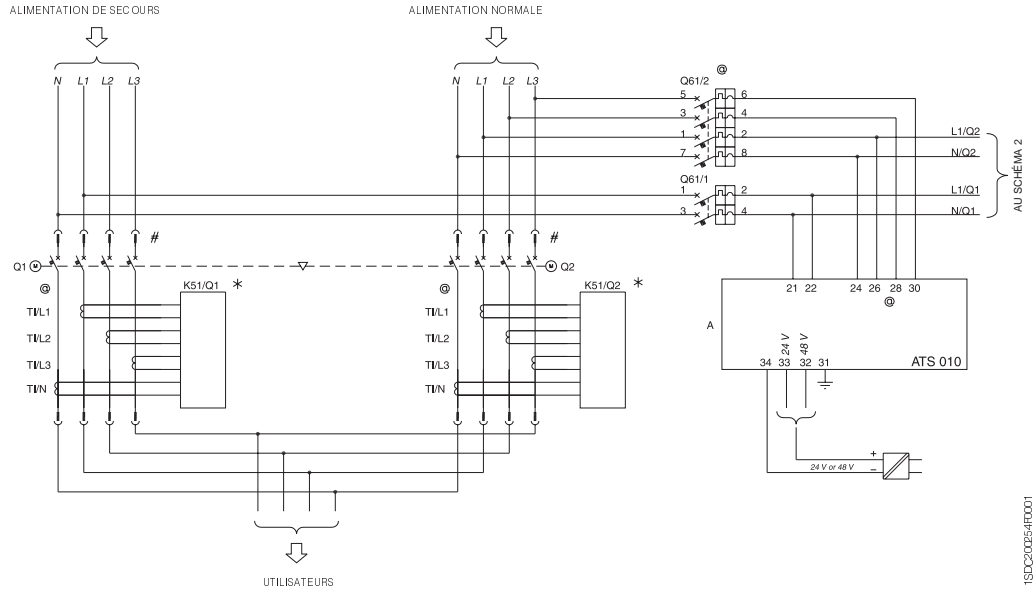 ALIMENTATION DE SECOURS
ALIMENTATION NORMALE
N L1 L2 L3
N L1 L2 L3
@
Q61/2
5 6
3 4
1 2
7 8
L1/Q2
N/Q2
Q61/1
1 2
3 4
L1/Q1
N/Q1
AU SCHÉMA 2
#
#
Q1 M
M Q2
@
@
K51/Q1 *
K51/Q2 *
TI/L1
TI/L2
TI/L3
TI/N
TI/L1
TI/L2
TI/L3
TI/N
21 22 24 26 28 30
@
A
24 V
48 V
ATS 010
34 33 32 31
+
24 V or 48 V
–
UTILISATEURS
1SDC200254F0001